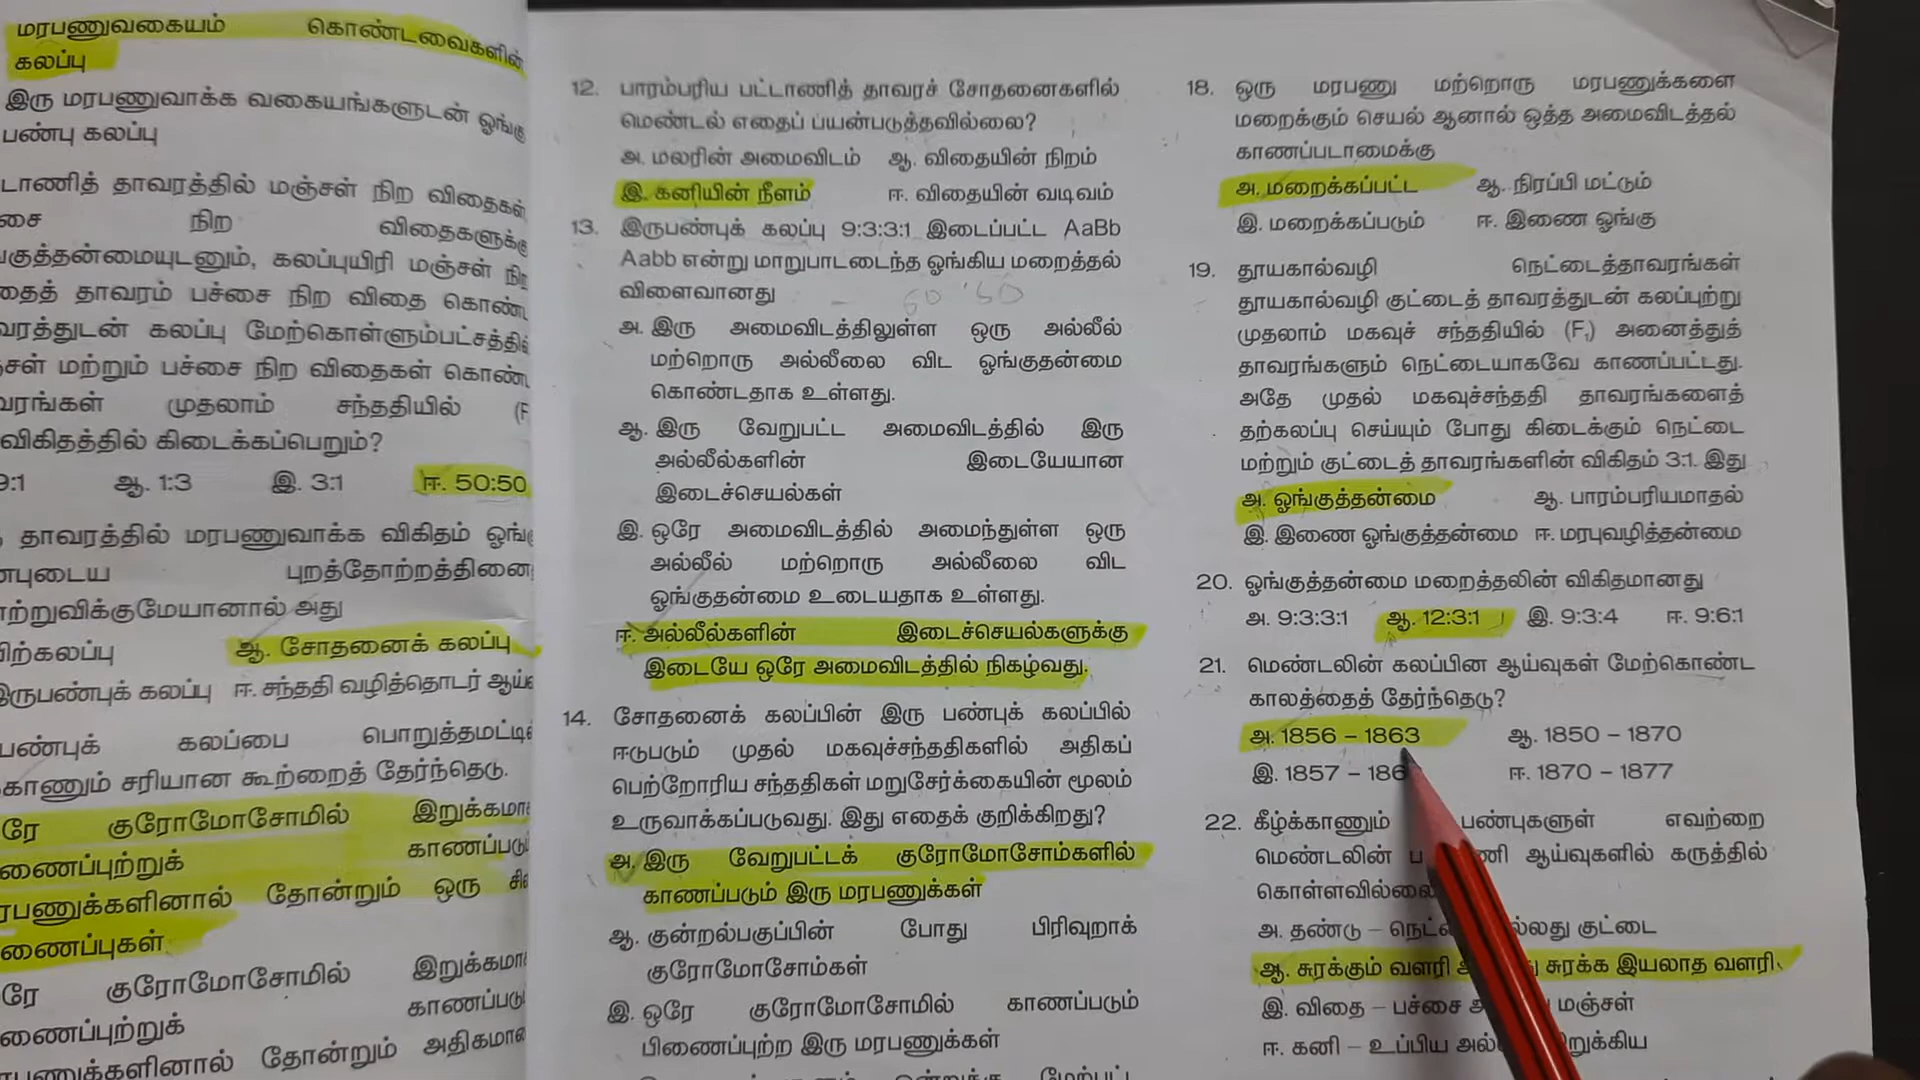 மரபணுவகையம் கொண்டவைகளின்
கலப்பு
இரு மரபணுவாக்க வகையங்களுடன் ஓங்கு
பண்பு கலப்பு
டாணித் தாவரத்தில் மஞ்சள் நிற விதைகள்
சை நிற விதைகளுக்கு
குத்தன்மையுடனும், கலப்புயிரி மஞ்சள் நிற
தைத் தாவரம் பச்சை நிற விதை கொண்ட
வரத்துடன் கலப்பு மேற்கொள்ளும்பட்சத்தில்
சள் மற்றும் பச்சை நிற விதைகள் கொண்ட
வரங்கள் முதலாம் சந்ததியில் (F
விகிதத்தில் கிடைக்கப்பெறும்?
9:1 ஆ. 1:3 இ. 3:1 ஈ. 50:50
தாவரத்தில் மரபணுவாக்க விகிதம் ஓங்கு
ன்புடைய புறத்தோற்றத்தினை
ற்றுவிக்குமேயானால் அது
பிற்கலப்பு ஆ. சோதனைக் கலப்பு
இருபண்புக் கலப்பு ஈ. சந்ததி வழித்தொடர் ஆய்வு
பண்புக் கலப்பை பொறுத்தமட்டில்
காணும் சரியான கூற்றைத் தேர்ந்தெடு.
ரே குரோமோசோமில் இறுக்கமா
ணைப்புற்றுக் காணப்படு
ரபணுக்களினால் தோன்றும் ஒரு சில
ணைப்புகள்.
ரே குரோமோசோமில் இறுக்கமா
ணைப்புற்றுக் காணப்படு
ரபணுக்களினால் தோன்றும் அதிகமா
12. பாரம்பரிய பட்டாணித் தாவரச் சோதனைகளில்
மெண்டல் எதைப் பயன்படுத்தவில்லை?
அ. மலரின் அமைவிடம் ஆ. விதையின் நிறம்
இ. கனியின் நீளம் ஈ. விதையின் வடிவம்
13. இருபண்புக் கலப்பு 9:3:3:1 இடைப்பட்ட AaBb
Aabb என்று மாறுபாடடைந்த ஓங்கிய மறைத்தல்
விளைவானது
அ. இரு அமைவிடத்திலுள்ள ஒரு அல்லீல்
மற்றொரு அல்லீலை விட ஓங்குதன்மை
கொண்டதாக உள்ளது.
ஆ. இரு வேறுபட்ட அமைவிடத்தில் இரு
அல்லீல்களின் இடையேயான
இடைச்செயல்கள்
இ. ஒரே அமைவிடத்தில் அமைந்துள்ள ஒரு
அல்லீல் மற்றொரு அல்லீலை விட
ஓங்குதன்மை உடையதாக உள்ளது.
ஈ. அல்லீல்களின் இடைச்செயல்களுக்கு
இடையே ஒரே அமைவிடத்தில் நிகழ்வது.
14. சோதனைக் கலப்பின் இரு பண்புக் கலப்பில்
ஈடுபடும் முதல் மகவுச்சந்ததிகளில் அதிகப்
பெற்றோரிய சந்ததிகள் மறுசேர்க்கையின் மூலம்
உருவாக்கப்படுவது. இது எதைக் குறிக்கிறது?
அ. இரு வேறுபட்டக் குரோமோசோம்களில்
காணப்படும் இரு மரபணுக்கள்
ஆ. குன்றல்பகுப்பின் போது பிரிவுறாக்
குரோமோசோம்கள்
இ. ஒரே குரோமோசோமில் காணப்படும்
பிணைப்புற்ற இரு மரபணுக்கள்
18. ஒரு மரபணு மற்றொரு மரபணுக்களை
மறைக்கும் செயல் ஆனால் ஒத்த அமைவிடத்தல்
காணப்படாமைக்கு
அ. மறைக்கப்பட்ட ஆ. நிரப்பி மட்டும்
இ. மறைக்கப்படும் ஈ. இணை ஓங்கு
19. தூயகால்வழி நெட்டைத்தாவரங்கள்
தூயகால்வழி குட்டைத் தாவரத்துடன் கலப்புற்று
முதலாம் மகவுச் சந்ததியில் (F₁) அனைத்துத்
தாவரங்களும் நெட்டையாகவே காணப்பட்டது.
அதே முதல் மகவுச்சந்ததி தாவரங்களைத்
தற்கலப்பு செய்யும் போது கிடைக்கும் நெட்டை
மற்றும் குட்டைத் தாவரங்களின் விகிதம் 3:1. இது
அ. ஓங்குத்தன்மை ஆ. பாரம்பரியமாதல்
இ. இணை ஓங்குத்தன்மை ஈ. மரபுவழித்தன்மை
20. ஓங்குத்தன்மை மறைத்தலின் விகிதமானது
அ. 9:3:3:1 ஆ. 12:3:1 இ. 9:3:4 ஈ. 9:6:1
21. மெண்டலின் கலப்பின ஆய்வுகள் மேற்கொண்ட
காலத்தைத் தேர்ந்தெடு?
அ. 1856 – 1863 ஆ. 1850 – 1870
இ. 1857 – 186 ஈ. 1870 – 1877
22. கீழ்க்காணும் பண்புகளுள் எவற்றை
மெண்டலின் ப ணி ஆய்வுகளில் கருத்தில்
கொள்ளவில்லை
அ. தண்டு – நெட் ல்லது குட்டை
ஆ. சுரக்கும் வளரி சுரக்க இயலாத வளரி
இ. விதை – பச்சை மஞ்சள்
ஈ. கனி – உப்பிய அல் றுக்கிய